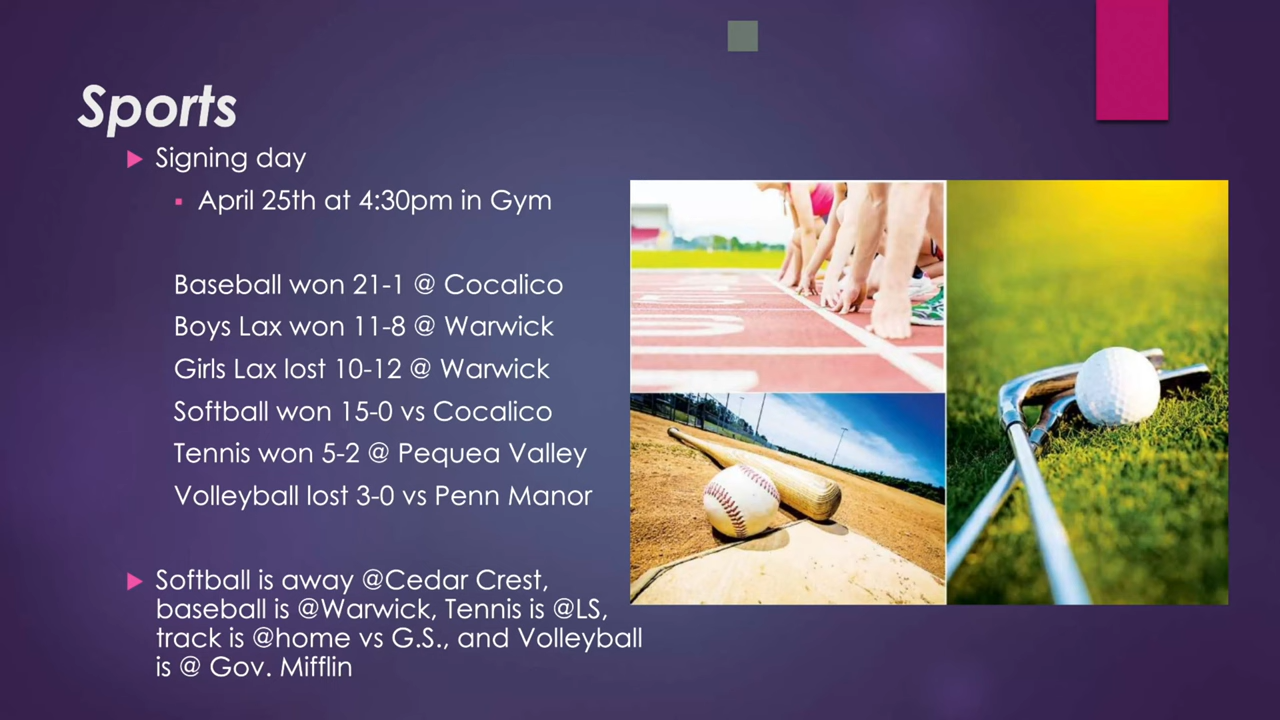 Sports
Signing day
April 25th at 4:30pm in Gym
Baseball won 21-1 @ Cocalico
Boys Lax won 11-8 @ Warwick
Girls Lax lost 10-12 @ Warwick
Softball won 15-0 vs Cocalico
Tennis won 5-2 @ Pequea Valley
Volleyball lost 3-0 vs Penn Manor
Softball is away @Cedar Crest,
baseball is @Warwick, Tennis is @LS,
track is @home vs G.S., and Volleyball
is @ Gov. Mifflin